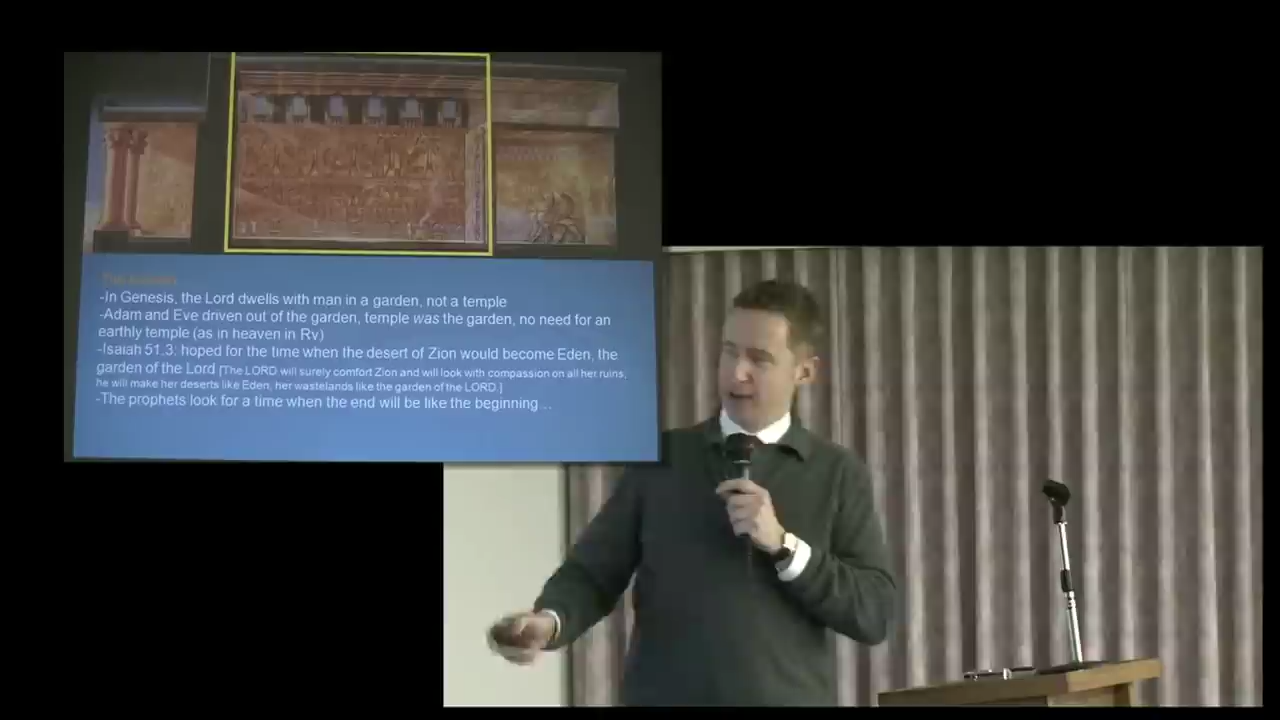 -In Genesis, the Lord dwells with man in a garden, not a temple
-Adam and Eve driven out of the garden, temple was the garden, no need for an
earthly temple (as in heaven in Rv)
-Isaiah 51.3: hoped for the time when the desert of Zion would become Eden, the
garden of the Lord [The LORD will surely comfort Zion and will look with compassion on all her ruins;
he will make her deserts like Eden, her wastelands like the garden of the LORD.]
-The prophets look for a time when the end will be like the beginning ...